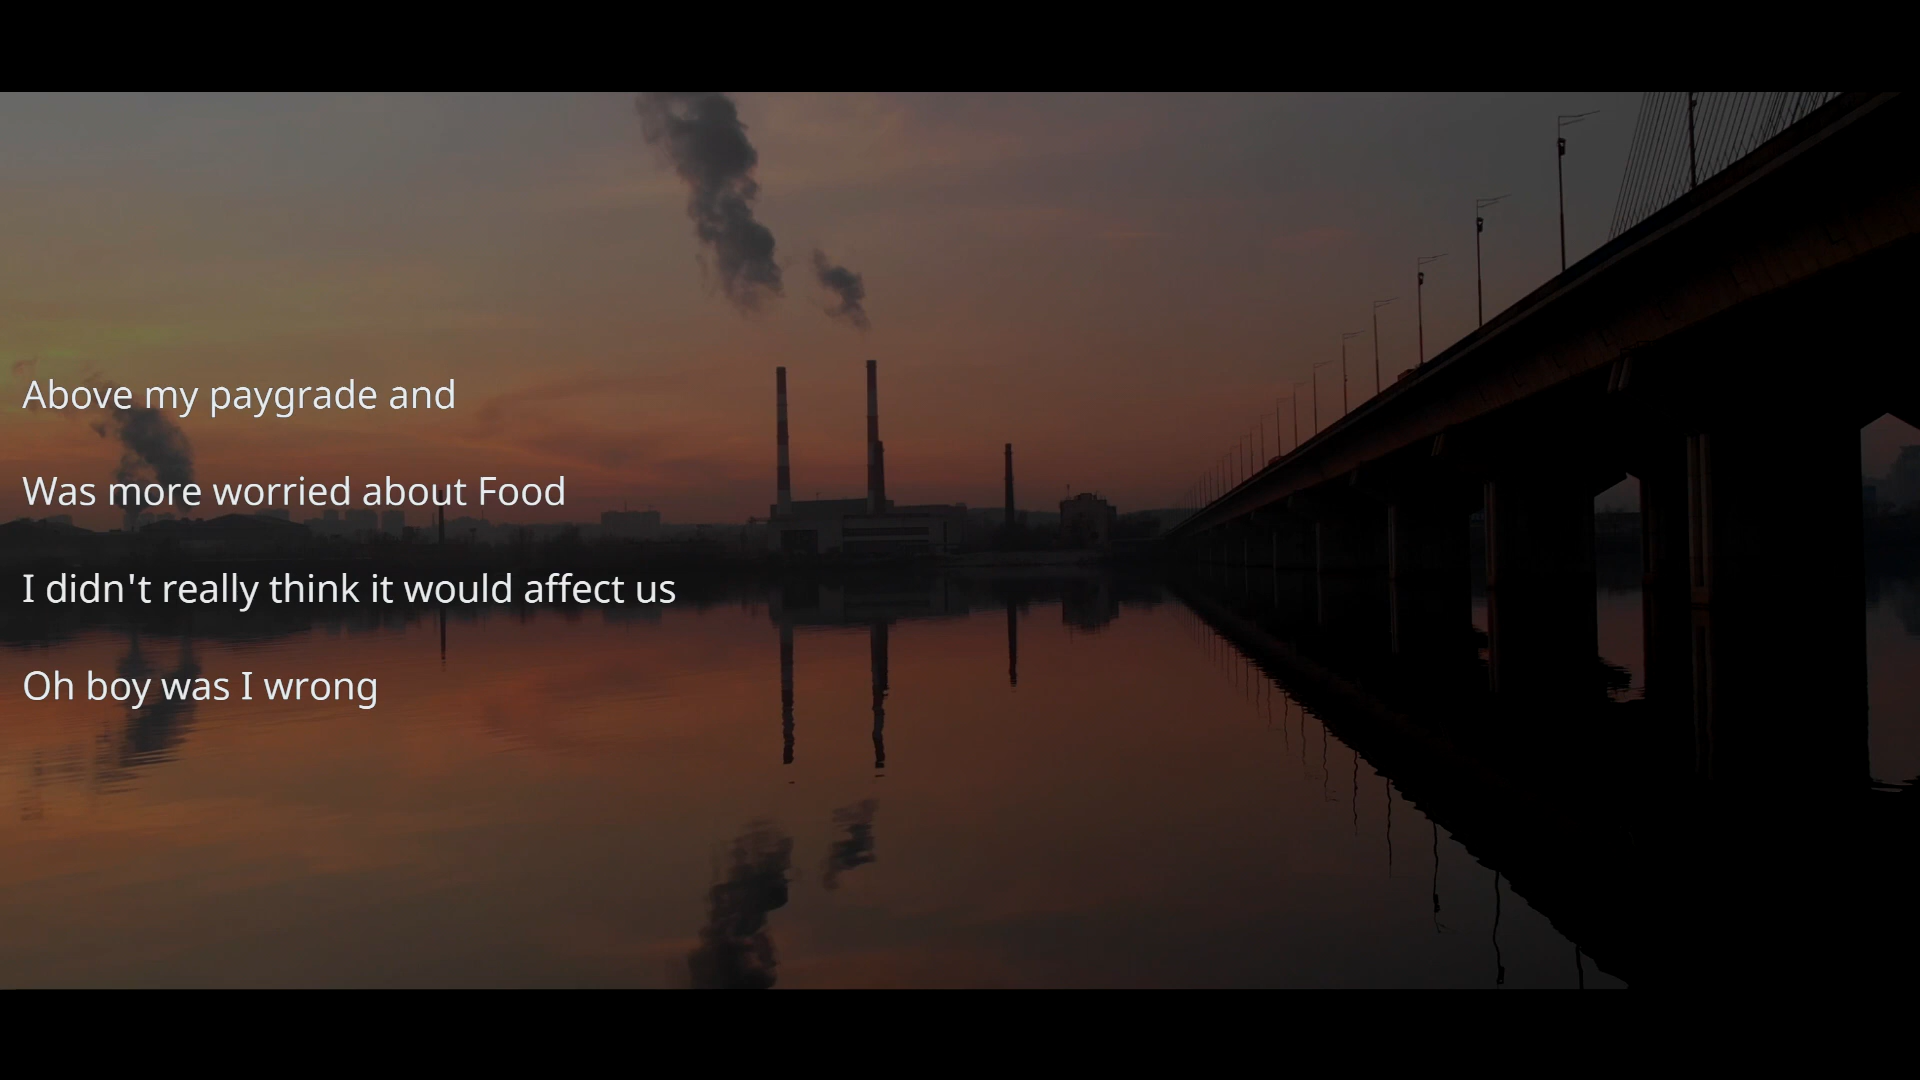 Above my paygrade and
Was more worried about Food
I didn't really think it would affect us
Oh boy was I wrong